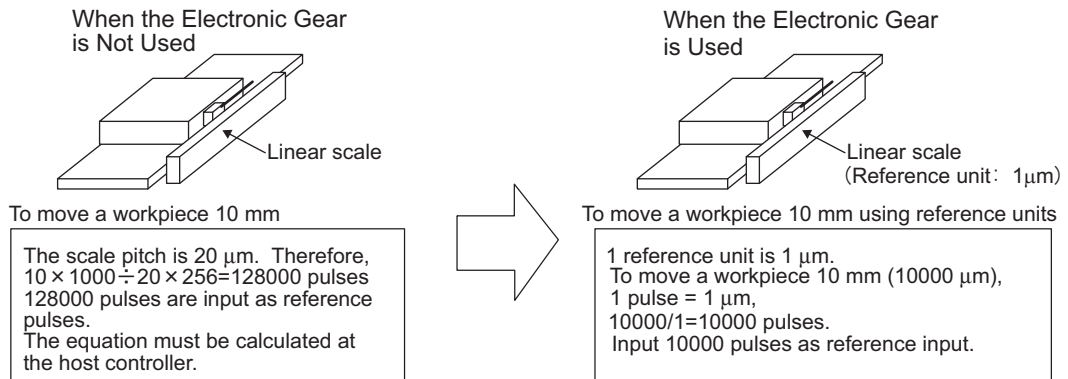 When the Electronic Gear
is Not Used
Linear scale
To move a workpiece 10 mm
The scale pitch is 20 μm. Therefore,
10×1000÷20×256=128000 pulses
128000 pulses are input as reference
pulses.
The equation must be calculated at
the host controller.
When the Electronic Gear
is Used
Linear scale
(Reference unit: 1μm)
To move a workpiece 10 mm using reference units
1 reference unit is 1 μm.
To move a workpiece 10 mm (10000 μm),
1 pulse = 1 μm,
10000/1=10000 pulses.
Input 10000 pulses as reference input.